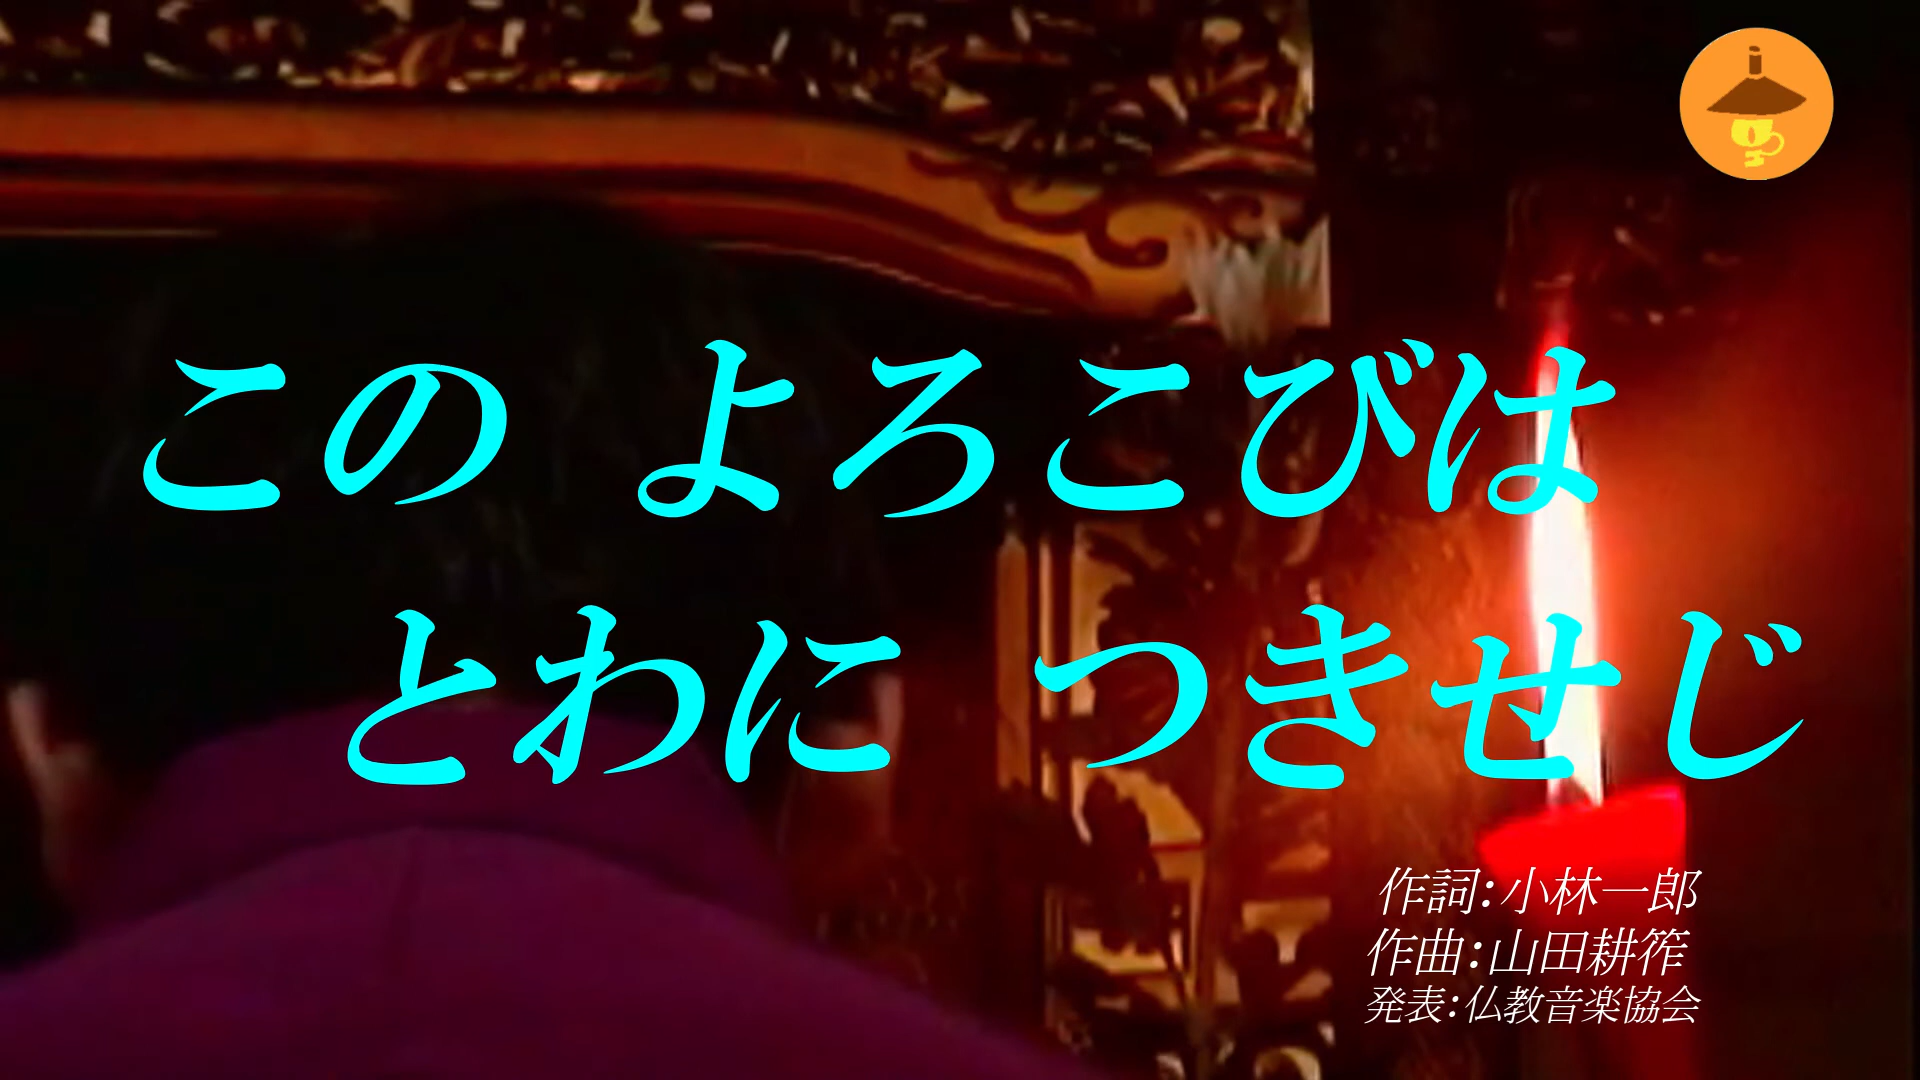 この よろこびは
とわに つきせじ
作詞:小林一郎
作曲:山田耕筰
発表:仏教音楽協会